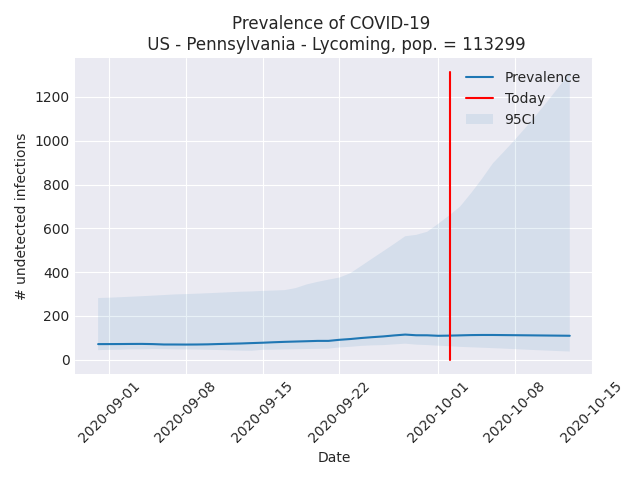 Prevalence of COVID-19
US - Pennsylvania - Lycoming, pop. = 113299
Prevalence
Today
95CI
1200
1000
800
600
400
200
0
# undetected infections
2020-09-01
2020-09-08
2020-09-15
2020-09-22
2020-10-01
2020-10-08
2020-10-15
Date